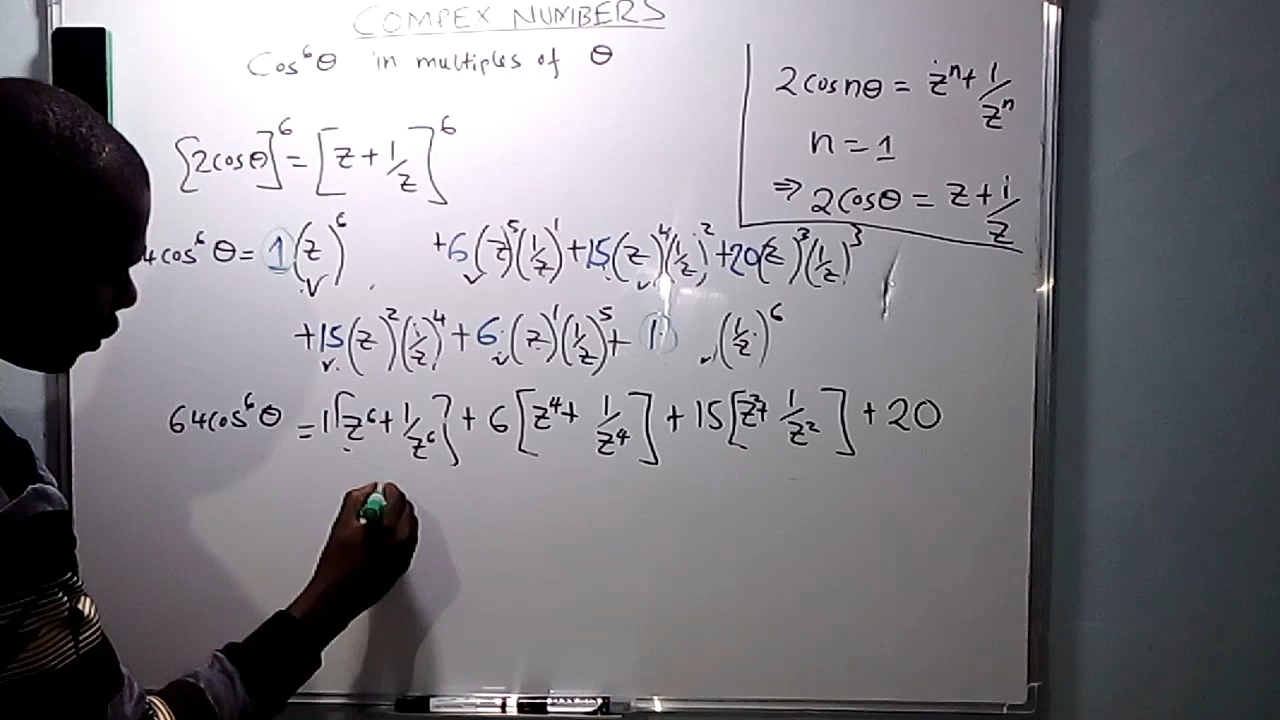 COMPEX NUMBERS
Cos⁶θ in multiples of θ
[2cosθ]⁶ = [z + 1/z]⁶
4cos⁶θ = 1(z)⁶ +6(z)⁵(1/z)¹ +15(z)⁴(1/z)² +20(z)³(1/z)³
+15(z)²(1/z)⁴ + 6(z)¹(1/z)⁵ + 1 (1/z)⁶
64cos⁶θ = 1[z⁶ + 1/z⁶] + 6[z⁴ + 1/z⁴] + 15[z² + 1/z²] + 20
2cosnθ = zⁿ + 1/zⁿ
n = 1
⇒ 2cosθ = z + 1/z